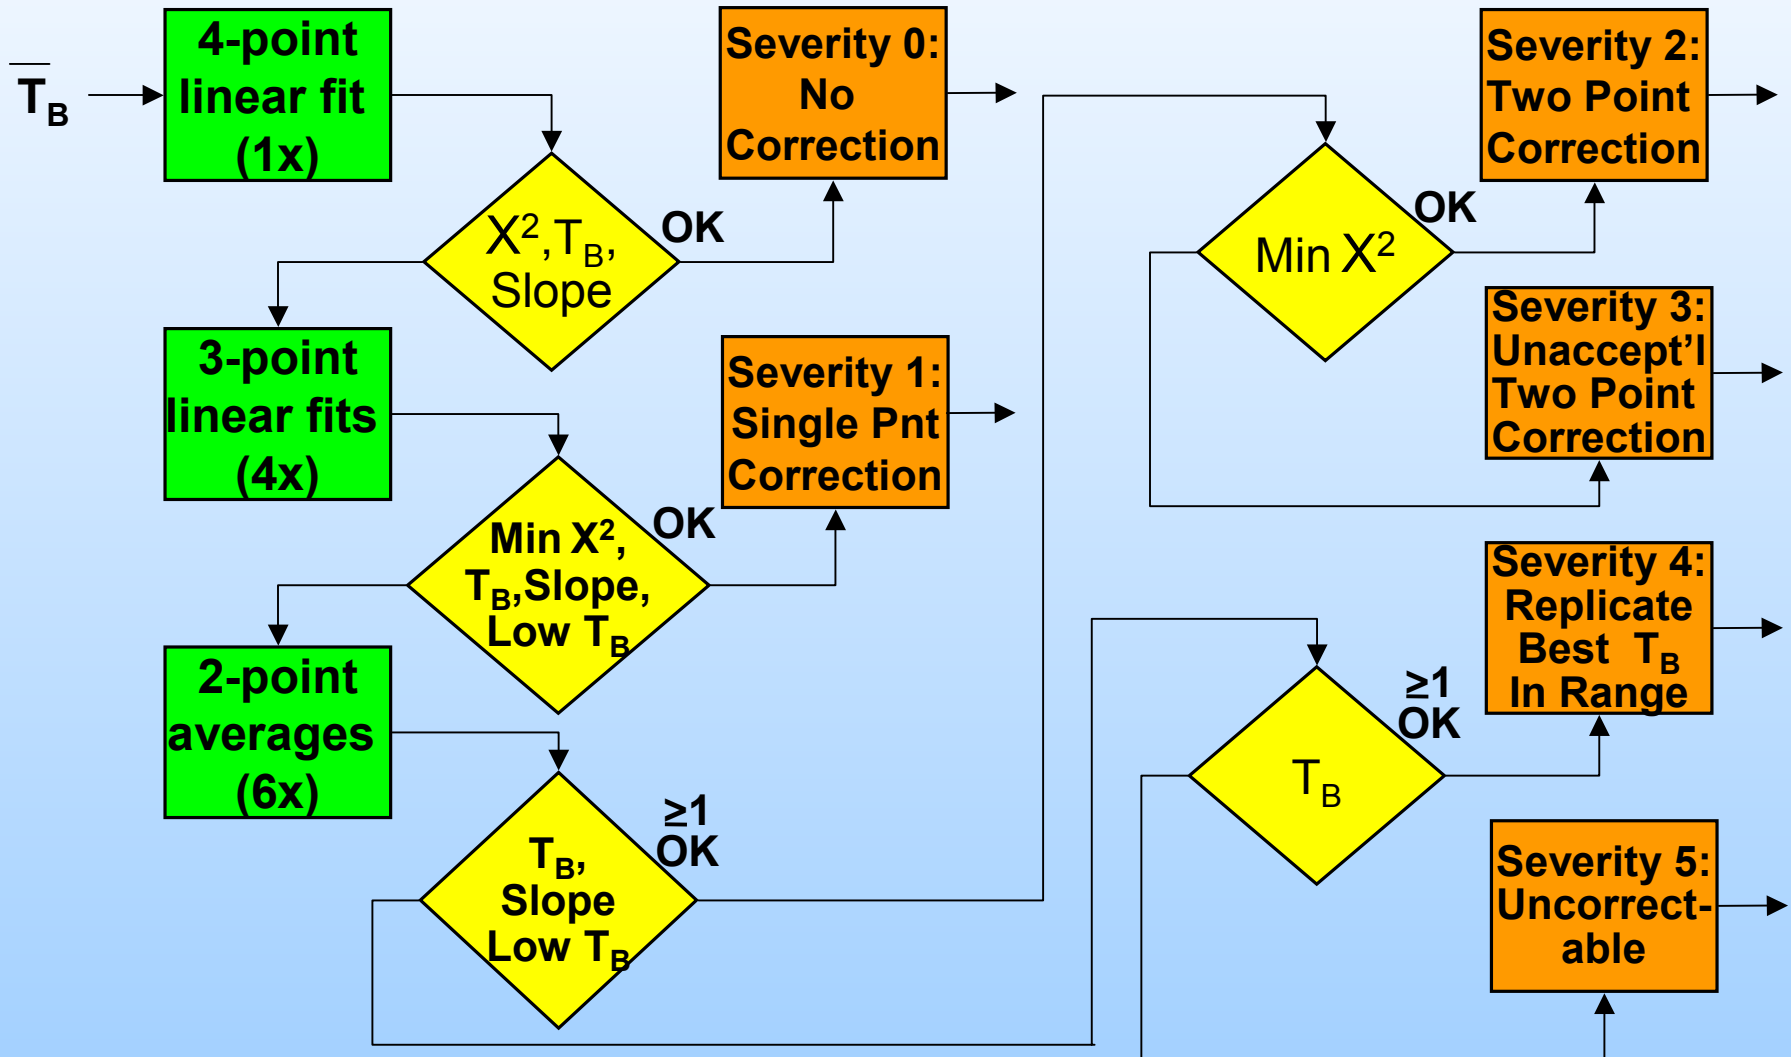 T̅B
4-point
linear fit
(1x)
X²,TB,
Slope
OK
Severity 0:
No
Correction
3-point
linear fits
(4x)
Min X²,
TB,Slope,
Low TB
OK
Severity 1:
Single Pnt
Correction
2-point
averages
(6x)
TB,
Slope
Low TB
≥1
OK
Min X²
OK
Severity 2:
Two Point
Correction
Severity 3:
Unaccept’l
Two Point
Correction
TB
≥1
OK
Severity 4:
Replicate
Best TB
In Range
Severity 5:
Uncorrect-
able